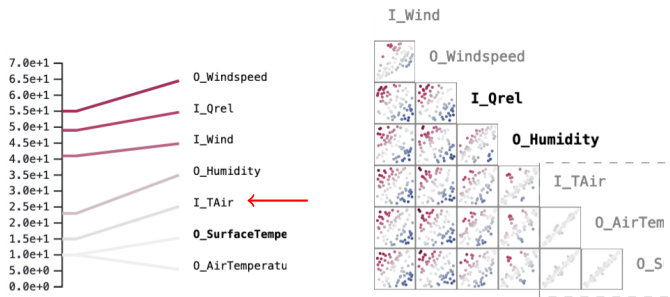 7.0e+1
6.5e+1
6.0e+1
5.5e+1
5.0e+1
4.5e+1
4.0e+1
3.5e+1
3.0e+1
2.5e+1
2.0e+1
1.5e+1
1.0e+1
5.0e+0
0.0e+0
O_Windspeed
I_Qrel
I_Wind
O_Humidity
I_TAir
O_SurfaceTempe
O_AirTemperatu
I_Wind
O_Windspeed
I_Qrel
O_Humidity
I_TAir
O_AirTem
O_S